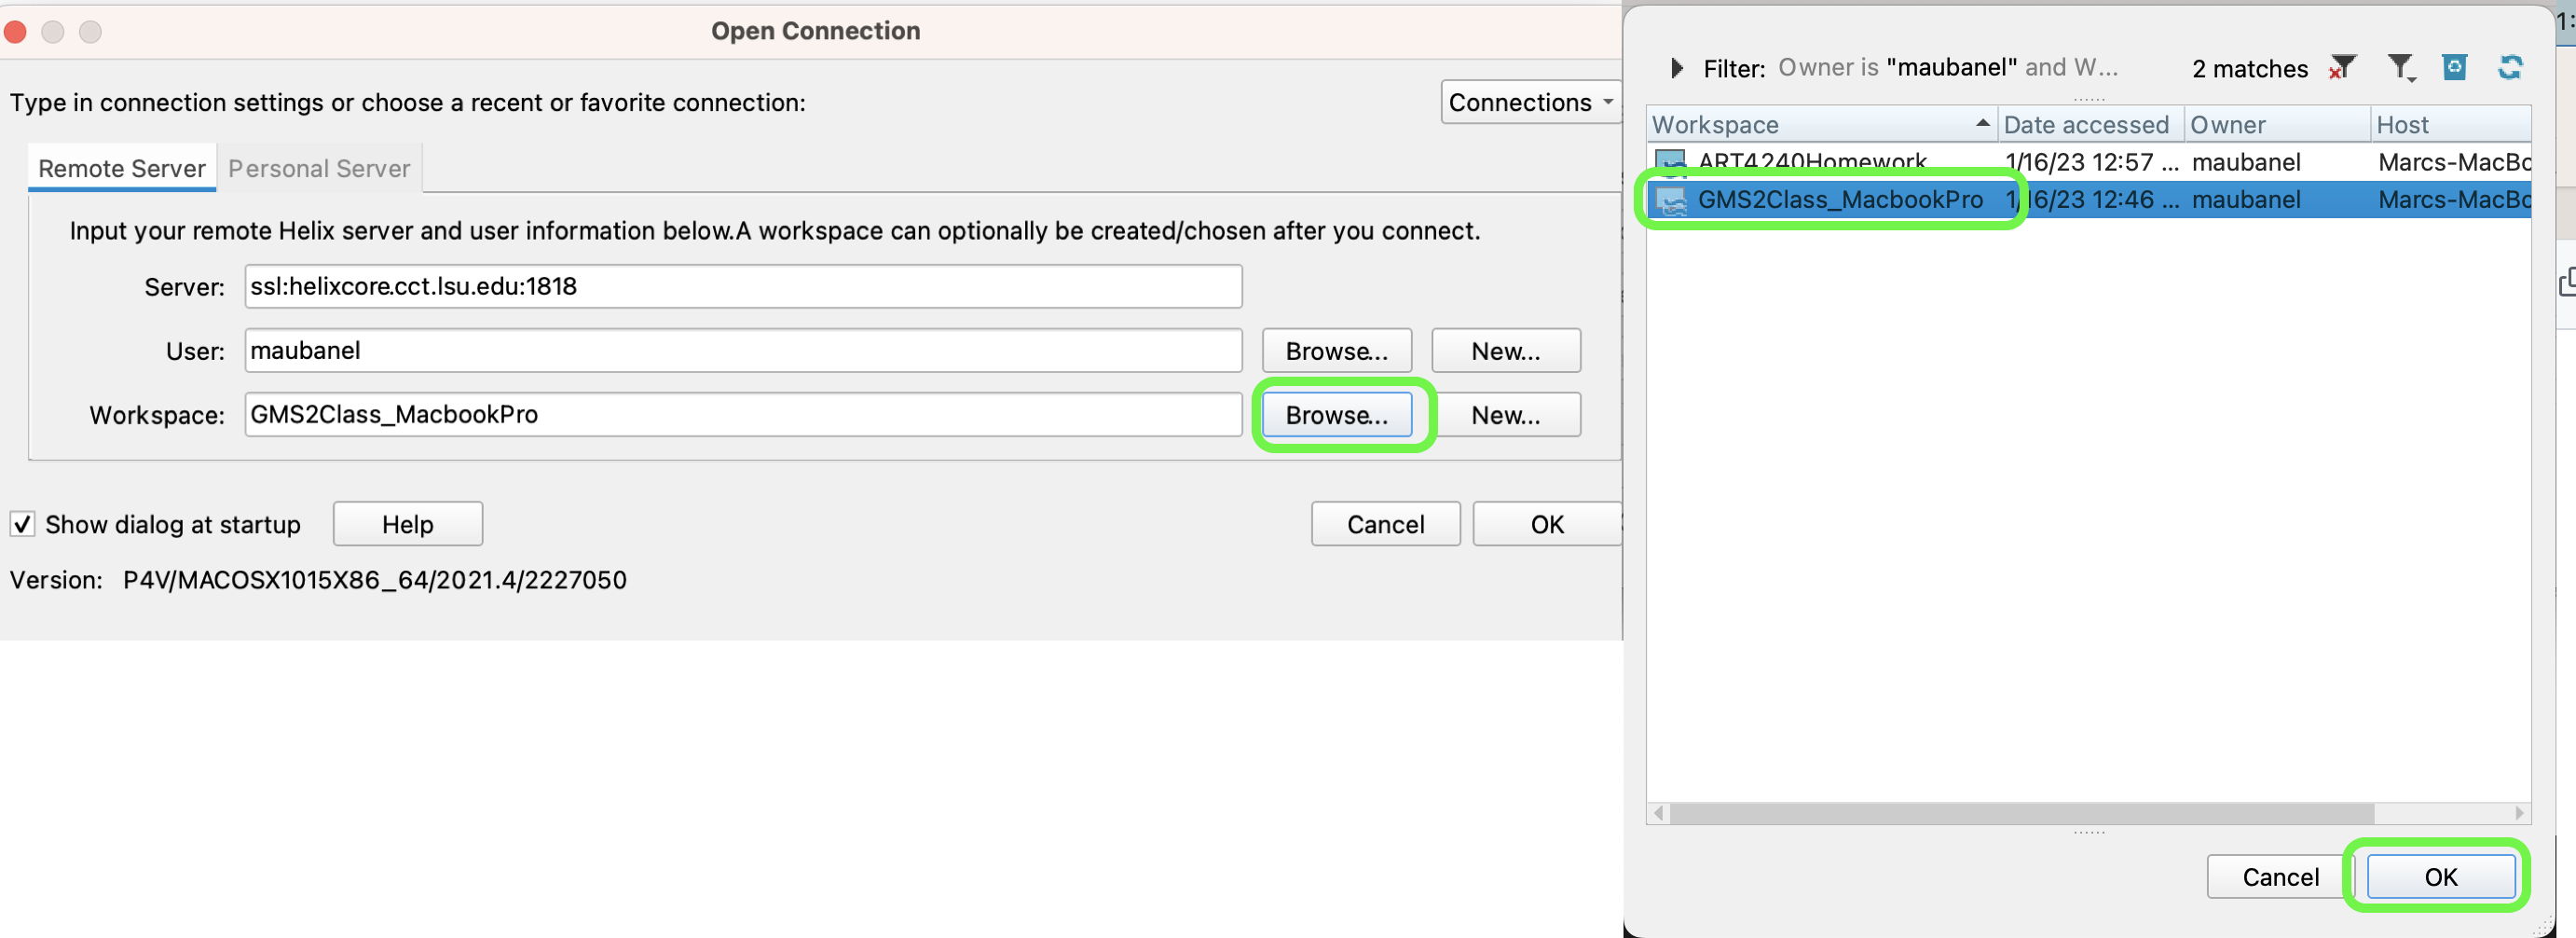 Open Connection
Type in connection settings or choose a recent or favorite connection:
Connections
Remote Server
Personal Server
Input your remote Helix server and user information below.A workspace can optionally be created/chosen after you connect.
Server:
ssl:helixcore.cct.lsu.edu:1818
User:
maubanel
Browse...
New...
Workspace:
GMS2Class_MacbookPro
Browse...
New...
Show dialog at startup
Help
Cancel
OK
Version: P4V/MACOSX1015X86_64/2021.4/2227050
Filter: Owner is "maubanel" and W...
2 matches
Workspace
Date accessed
Owner
Host
ART4240Homework 1/16/23 12:57 ... maubanel Marcs-MacBo
GMS2Class_MacbookPro 1/16/23 12:46 ... maubanel Marcs-MacBo
Cancel
OK